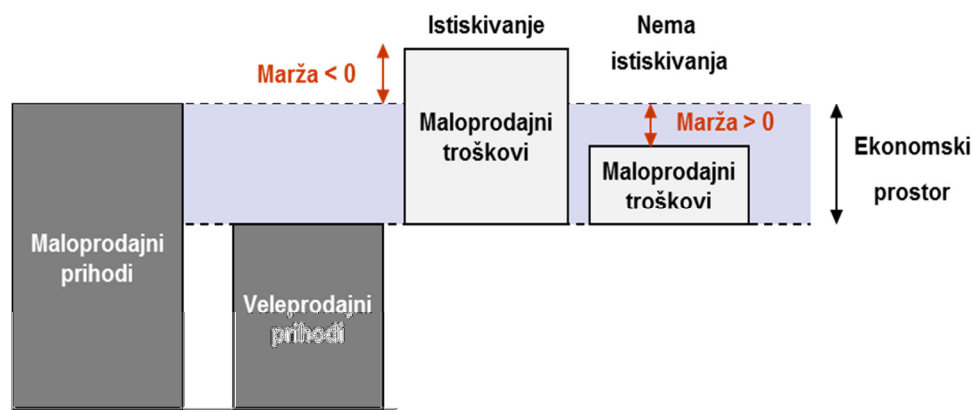 Istiskivanje
Nema
istiskivanja
Marža < 0
Marža > 0
Maloprodajni
troškovi
Maloprodajni
troškovi
Ekonomski
prostor
Maloprodajni
prihodi
Veleprodajni
prihodi